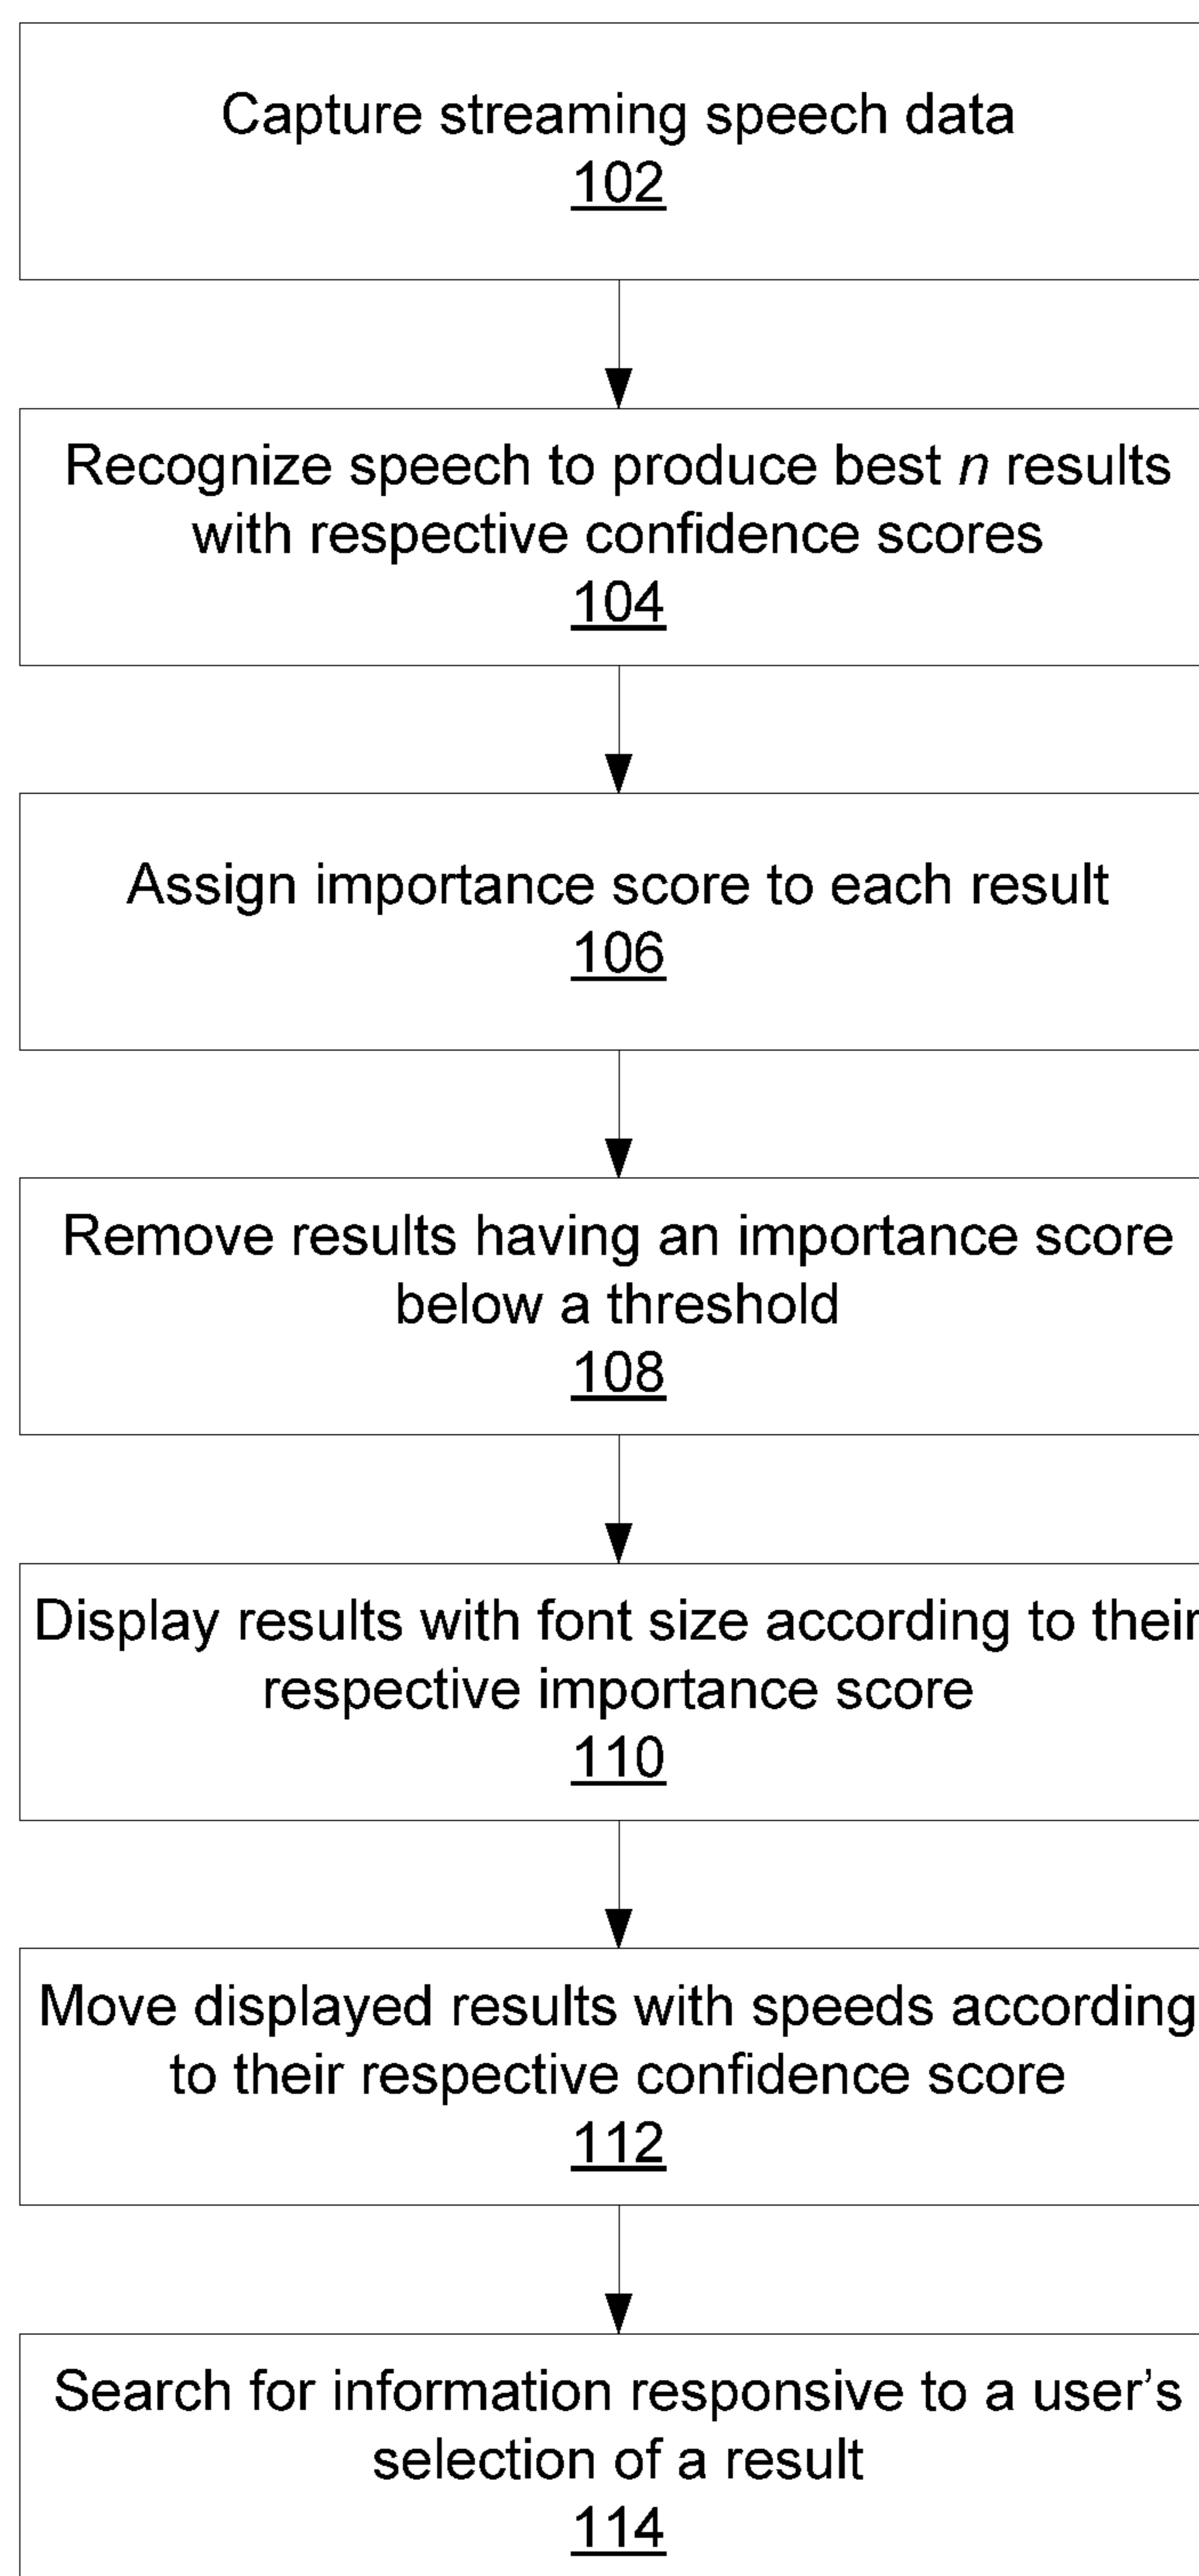 Capture streaming speech data
102
Recognize speech to produce best n results
with respective confidence scores
104
Assign importance score to each result
106
Remove results having an importance score
below a threshold
108
Display results with font size according to their
respective importance score
110
Move displayed results with speeds according
to their respective confidence score
112
Search for information responsive to a user’s
selection of a result
114